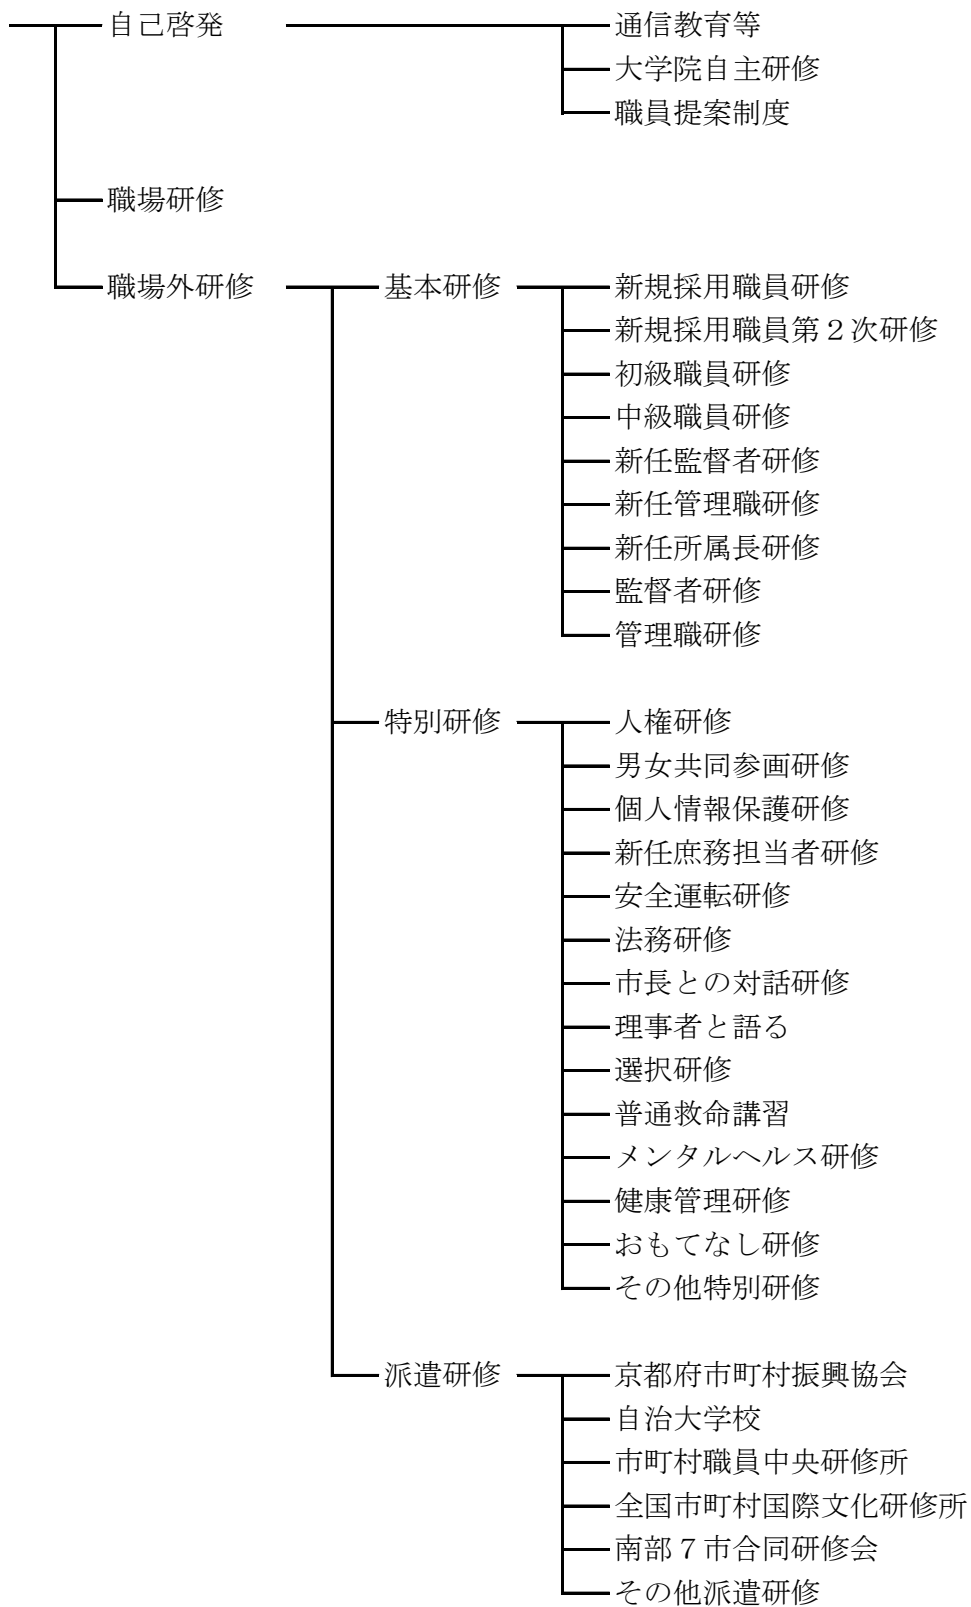 自己啓発 通信教育等
大学院自主研修
職員提案制度
職場研修
職場外研修 基本研修 新規採用職員研修
新規採用職員第２次研修
初級職員研修
中級職員研修
新任監督者研修
新任管理職研修
新任所属長研修
監督者研修
管理職研修
特別研修 人権研修
男女共同参画研修
個人情報保護研修
新任庶務担当者研修
安全運転研修
法務研修
市長との対話研修
理事者と語る
選択研修
普通救命講習
メンタルヘルス研修
健康管理研修
おもてなし研修
その他特別研修
派遣研修 京都府市町村振興協会
自治大学校
市町村職員中央研修所
全国市町村国際文化研修所
南部７市合同研修会
その他派遣研修